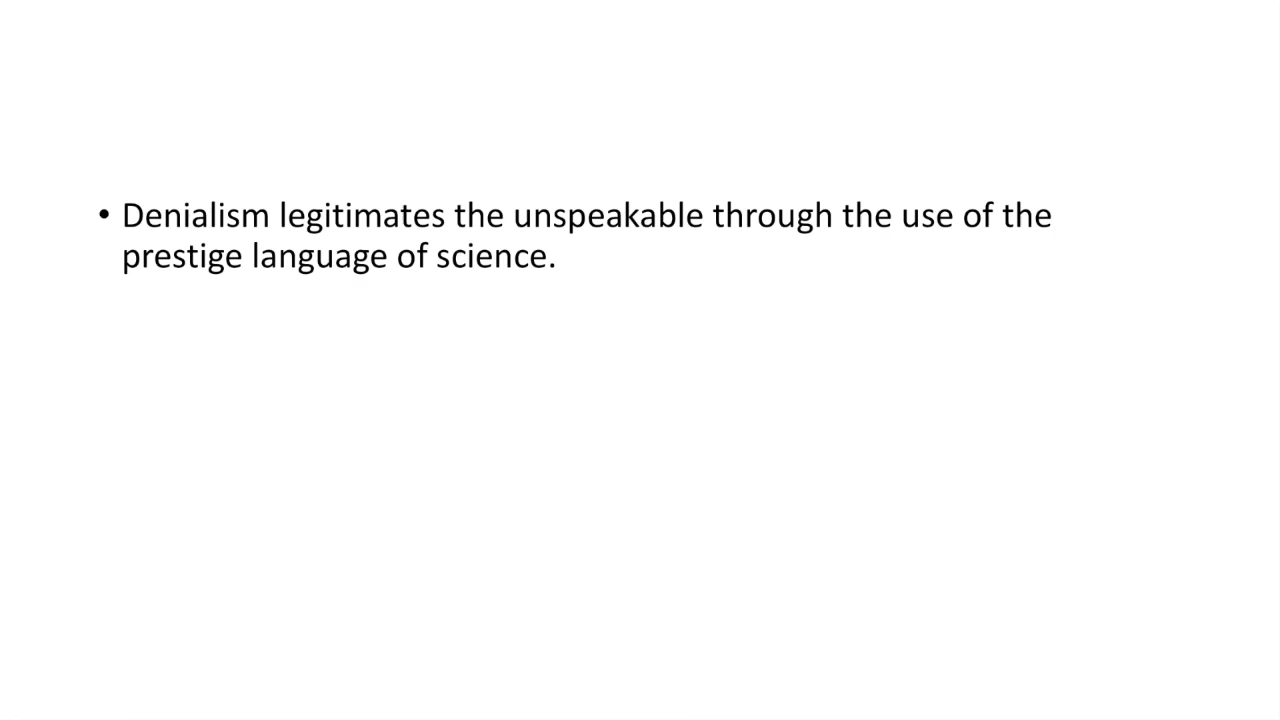 • Denialism legitimates the unspeakable through the use of the
prestige language of science.